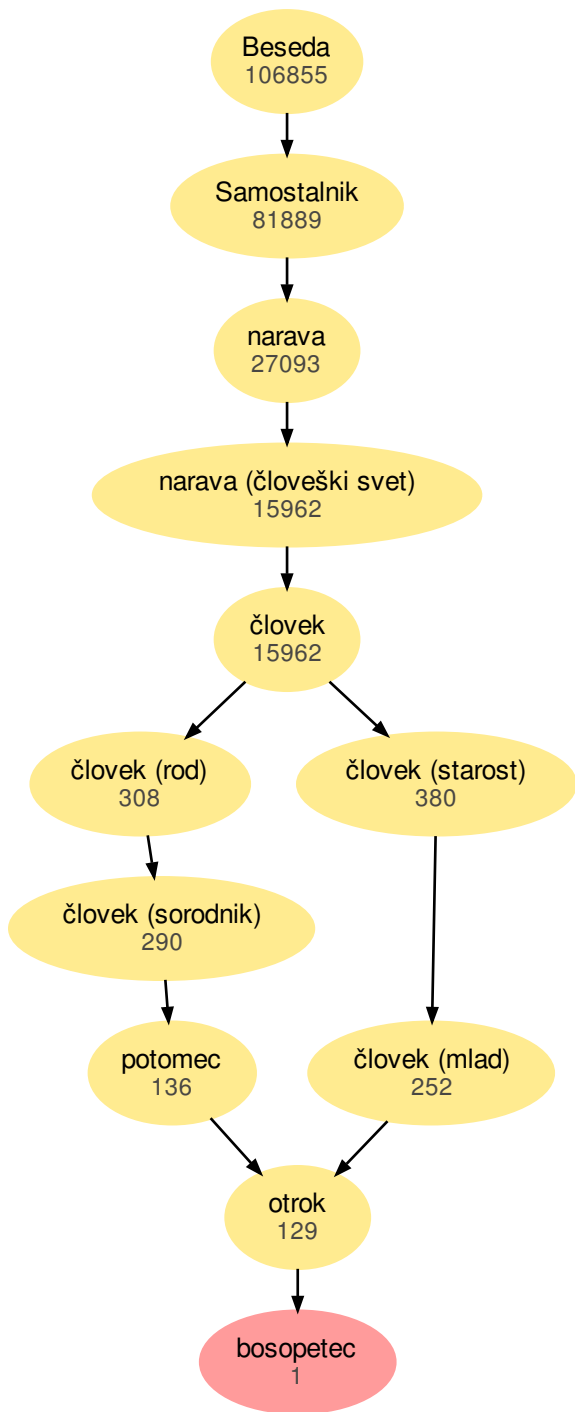 Beseda
106855
Samostalnik
81889
narava
27093
narava (človeški svet)
15962
človek
15962
človek (rod)
308
človek (starost)
380
človek (sorodnik)
290
potomec
136
človek (mlad)
252
otrok
129
bosopetec
1